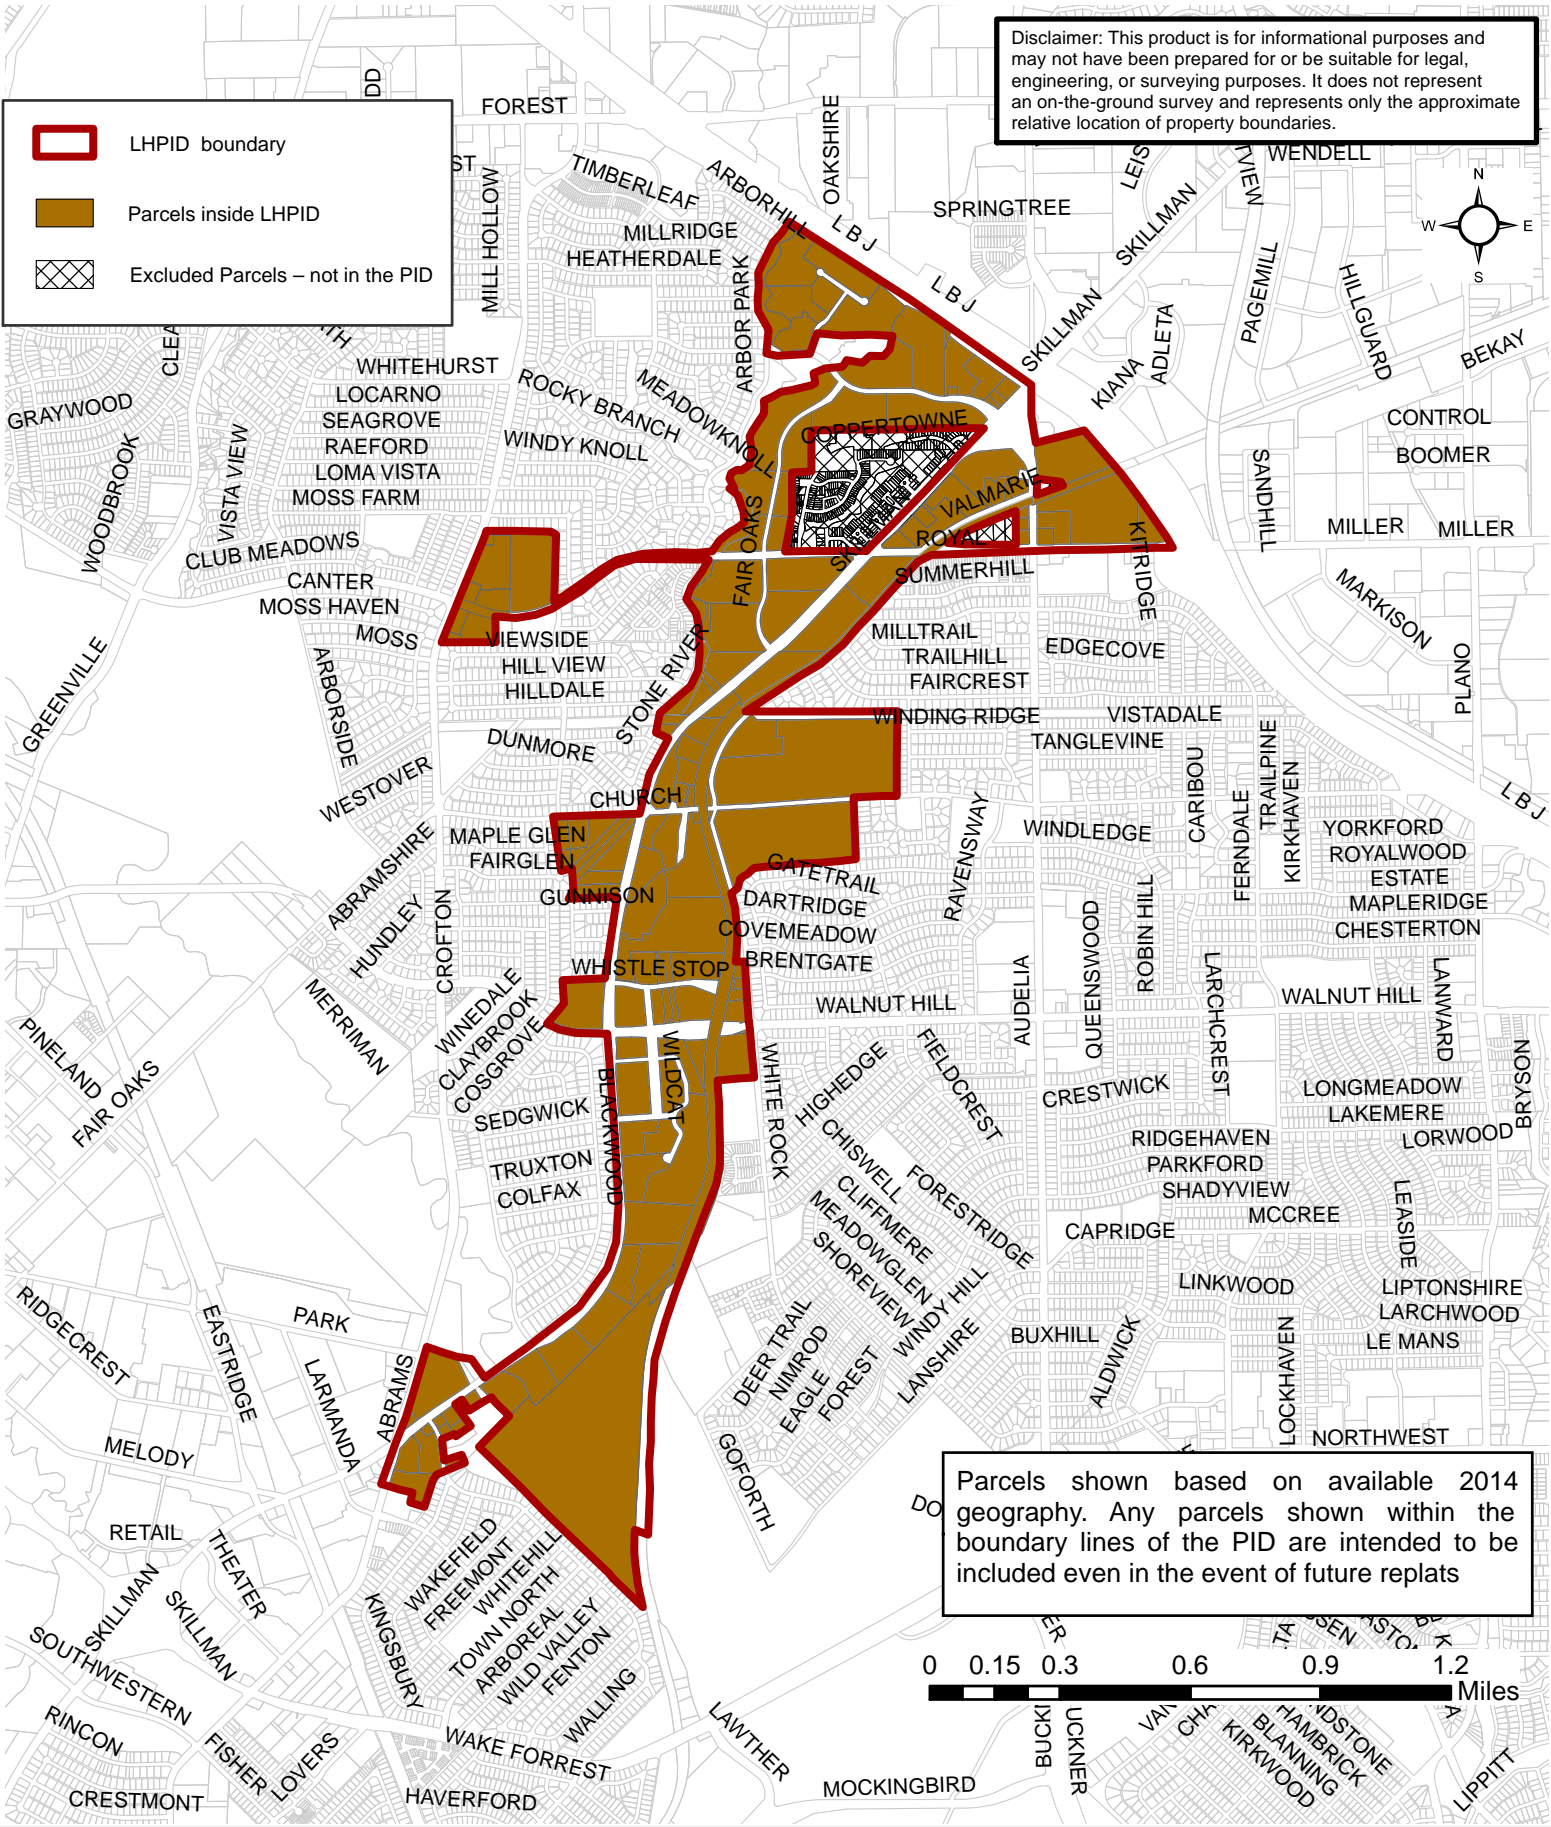 Disclaimer: This product is for informational purposes and
may not have been prepared for or be suitable for legal,
engineering, or surveying purposes. It does not represent
an on-the-ground survey and represents only the approximate
relative location of property boundaries.
LHPID boundary
Parcels inside LHPID
Excluded Parcels – not in the PID
N
W
E
S
FOREST
OAKSHIRE
WENDELL
TIMBERLEAF
ARBORHILL
LBJ
SPRINGTREE
SKILLMAN
MILL HOLLOW
MILLRIDGE
HEATHERDALE
ARBOR PARK
LBJ
SKILLMAN
PAGEMILL
HILLGUARD
ADLETA
KIANA
BEKAY
WHITEHURST
LOCARNO
SEAGROVE
RAEFORD
LOMA VISTA
MOSS FARM
GRAYWOOD
WOODBROOK
VISTA VIEW
ROCKY BRANCH
MEADOWKNOLL
WINDY KNOLL
COPPERTOWNE
CONTROL
BOOMER
SANDHILL
MILLER
MILLER
VALMARIE
ROYAL
FAIR OAKS
KITRIDGE
SUMMERHILL
CLUB MEADOWS
CANTER
MOSS HAVEN
MOSS
MARKISON
PLANO
VIEWSIDE
HILL VIEW
HILLDALE
STONE RIVER
MILLTRAIL
TRAILHILL
FAIRCREST
EDGECOVE
GREENVILLE
ARBORSIDE
DUNMORE
WINDING RIDGE
VISTADALE
TANGLEVINE
WESTOVER
CHURCH
CARIBOU
FERNDALE
TRAILPINE
KIRKHAVEN
LBJ
MAPLE GLEN
FAIRGLEN
GUNNISON
ABRAMSHIRE
HUNDLEY
CROFTON
RAVENSWAY
WINDLEDGE
YORKFORD
ROYALWOOD
ESTATE
MAPLERIDGE
CHESTERTON
GATETRAIL
DARTRIDGE
COVEMEADOW
BRENTGATE
WHISTLE STOP
WALNUT HILL
AUDELIA
QUEENSWOOD
ROBIN HILL
LARCHCREST
WALNUT HILL
LANWARD
MERRIMAN
WINEDALE
CLAYBROOK
COSGROVE
PINELAND
FAIR OAKS
WILDCAT
BLACKWOOD
WHITE ROCK
HIGHEDGE
FIELDCREST
CRESTWICK
LONGMEADOW
LAKEMERE
LORWOOD
BRYSON
SEDGWICK
TRUXTON
COLFAX
CHISWELL
CLIFFMERE
MEADOWGLEN
SHOREVIEW
FORESTRIDGE
RIDGEHAVEN
PARKFORD
SHADYVIEW
MCCREE
CAPRIDGE
LEASIDE
RIDGECREST
EASTRIDGE
PARK
LARMANDA
ABRAMS
DEER TRAIL
NIMROD
EAGLE
FOREST
WINDY HILL
LANSHIRE
LINKWOOD
LIPTONSHIRE
LARCHWOOD
LE MANS
BUXHILL
ALDWICK
LOCKHAVEN
NORTHWEST
MELODY
GOFORTH
Parcels shown based on available 2014
geography. Any parcels shown within the
boundary lines of the PID are intended to be
included even in the event of future replats
RETAIL
THEATER
SKILLMAN
SKILLMAN
WAKEFIELD
FREEMONT
WHITEHILL
TOWN NORTH
ARBOREAL
WILD VALLEY
FENTON
WALLING
KINGSBURY
SOUTHWESTERN
RINCON
FISHER
LOVERS
CRESTMONT
WAKE FORREST
HAVERFORD
LAWTHER
MOCKINGBIRD
0 0.15 0.3 0.6 0.9 1.2
Miles
HAMBRICK
BLANNING
KIRKWOOD
LIPPITT